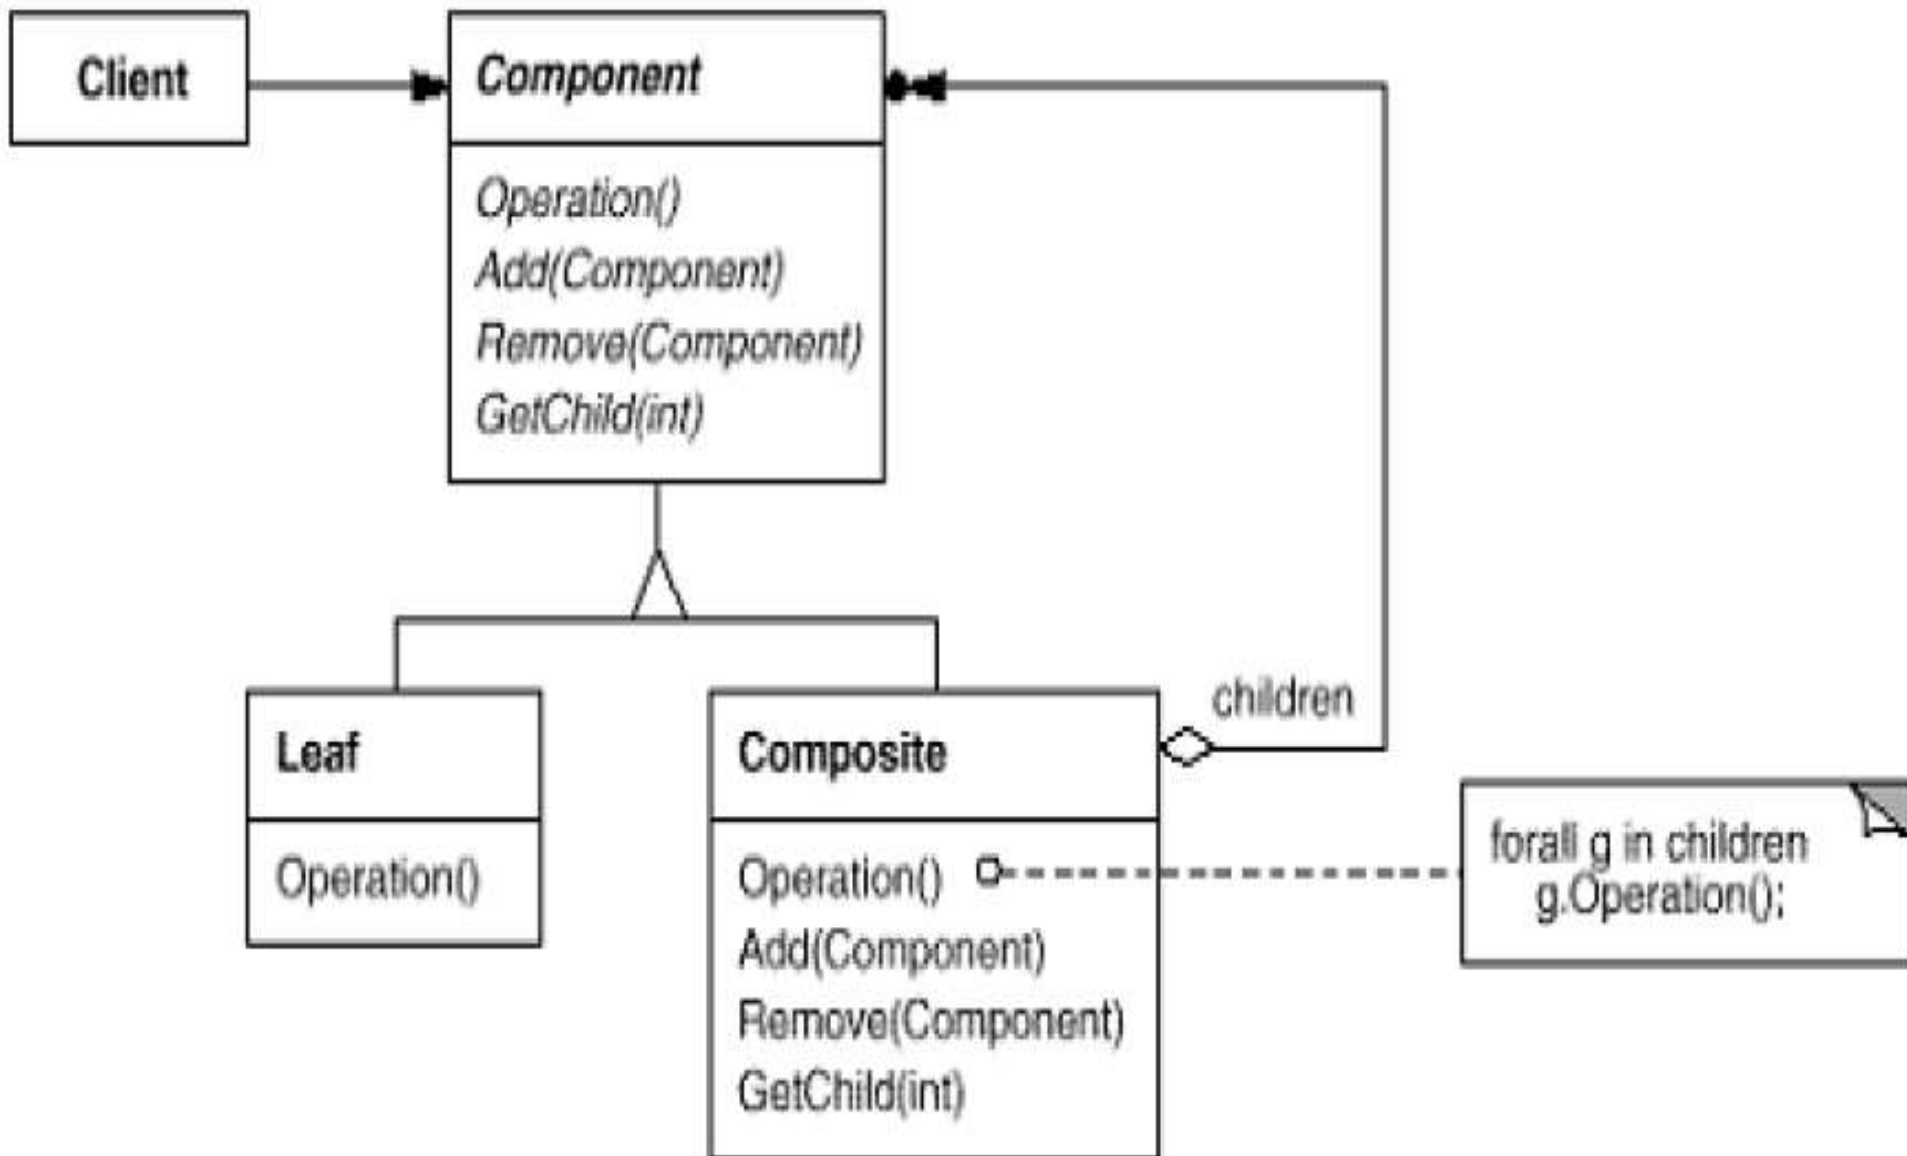 Client
Component
Operation()
Add(Component)
Remove(Component)
GetChild(int)
children
Leaf
Operation()
Composite
Operation()
Add(Component)
Remove(Component)
GetChild(int)
forall g in children
g.Operation();